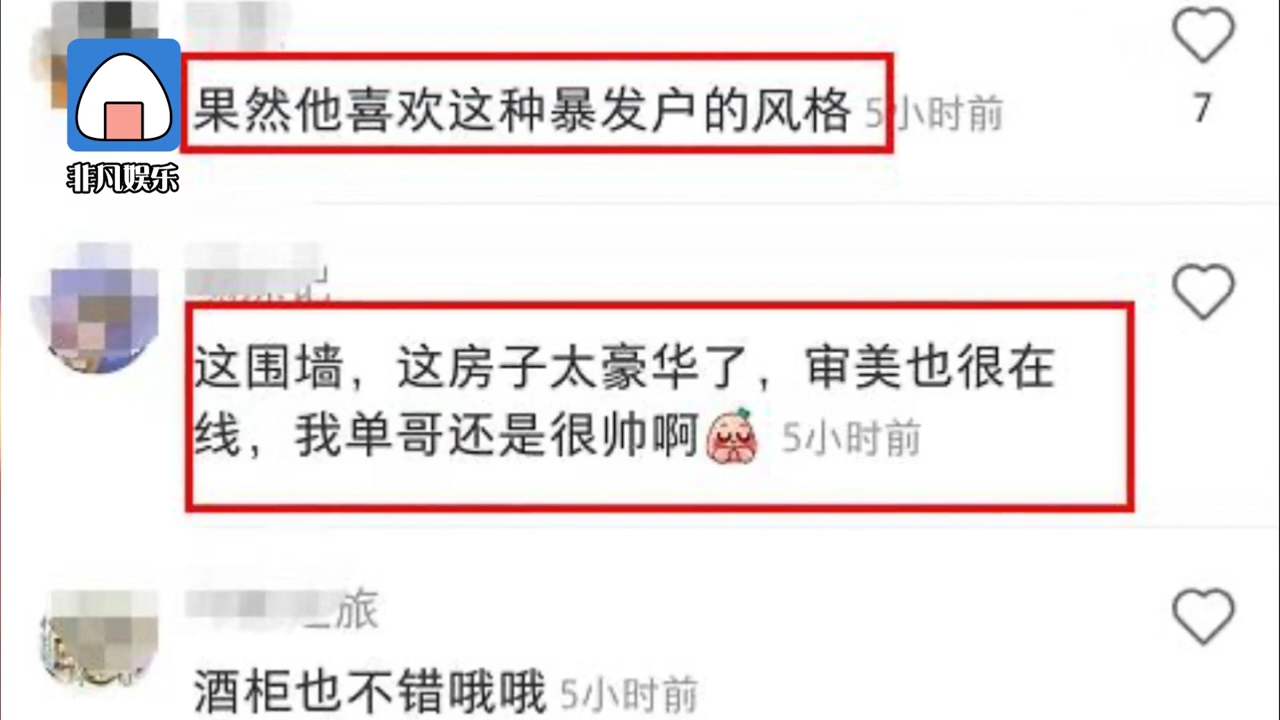 果然他喜欢这种暴发户的风格 5小时前
7
非凡娱乐
这围墙，这房子太豪华了，审美也很在
线，我单哥还是很帅啊 5小时前
旅
酒柜也不错哦哦 5小时前